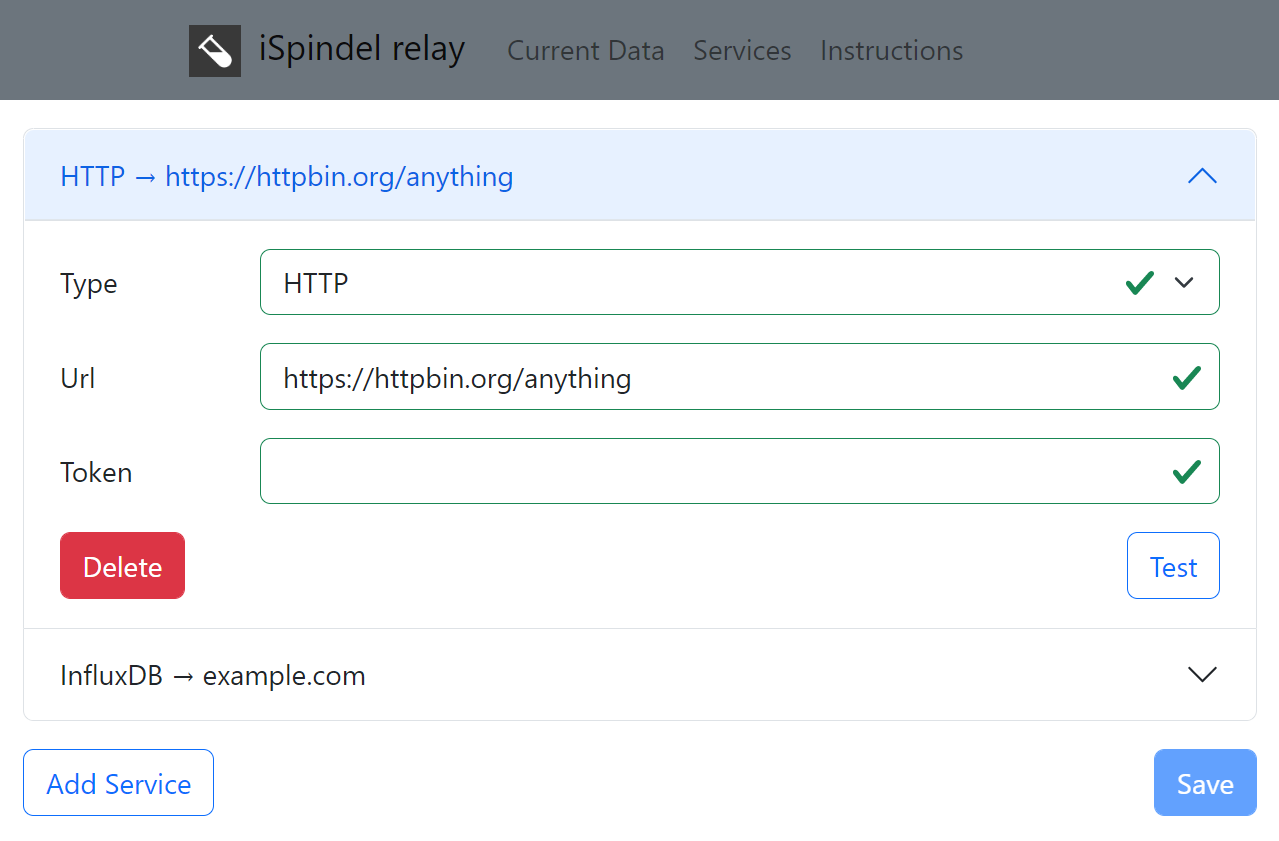 iSpindel relay Current Data Services Instructions
HTTP → https://httpbin.org/anything
Type HTTP
Url https://httpbin.org/anything
Token
Delete Test
InfluxDB → example.com
Add Service Save